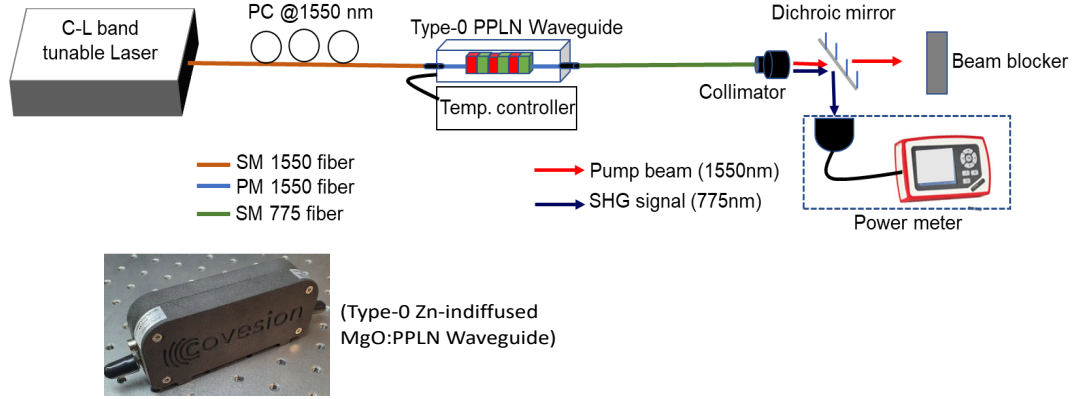 C-L band
tunable Laser
PC @1550 nm
Type-0 PPLN Waveguide
Temp. controller
Collimator
Dichroic mirror
Beam blocker
SM 1550 fiber
PM 1550 fiber
SM 775 fiber
Pump beam (1550nm)
SHG signal (775nm)
Power meter
covesion
(Type-0 Zn-indiffused
MgO:PPLN Waveguide)